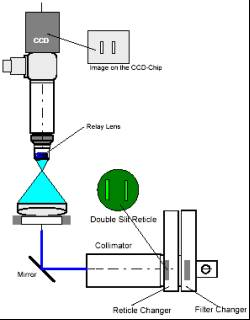 CCD
Image on the CCD-Chip
Relay Lens
Double Slit Reticle
Collimator
Mirror
Reticle Changer
Filter Changer